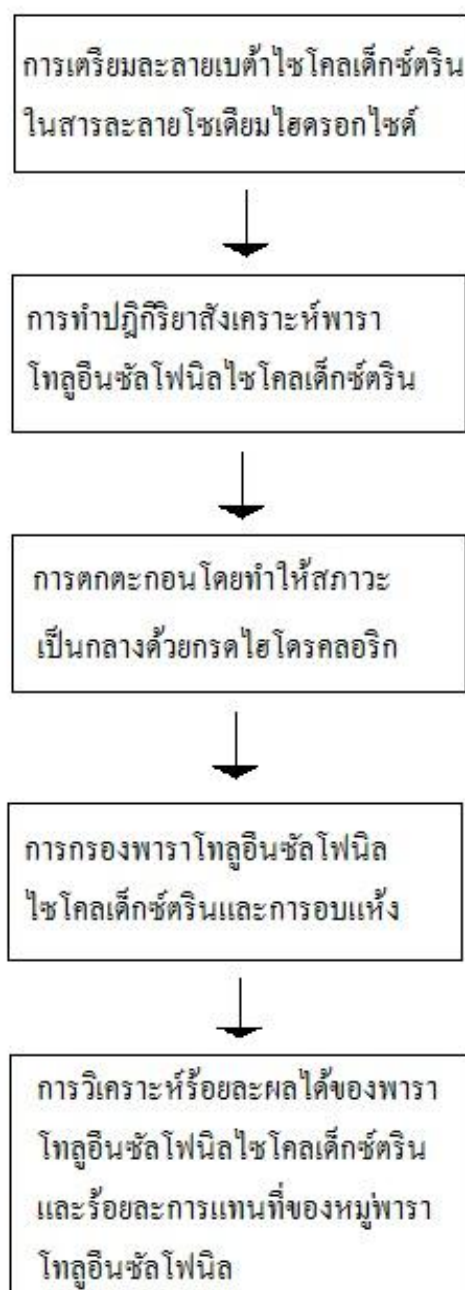 การเตรียมละลายเบต้าไซโคลเด็กซ์ตริน
ในสารละลายโซเดียมไฮดรอกไซด์
การทำปฎิกิริยาสังเคราะห์พารา
โทลูอีนซัลโฟนิลไซโคลเด็กซ์ตริน
การตกตะกอนโดยทำให้สภาวะ
เป็นกลางด้วยกรดไฮโดรคลอริก
การกรองพาราโทลูอีนซัลโฟนิล
ไซโคลเด็กซ์ตรินและการอบแห้ง
การวิเคราะห์ร้อยละผลได้ของพารา
โทลูอีนซัลโฟนิลไซโคลเด็กซ์ตริน
และร้อยละการแทนที่ของหมู่พารา
โทลูอีนซัลโฟนิล